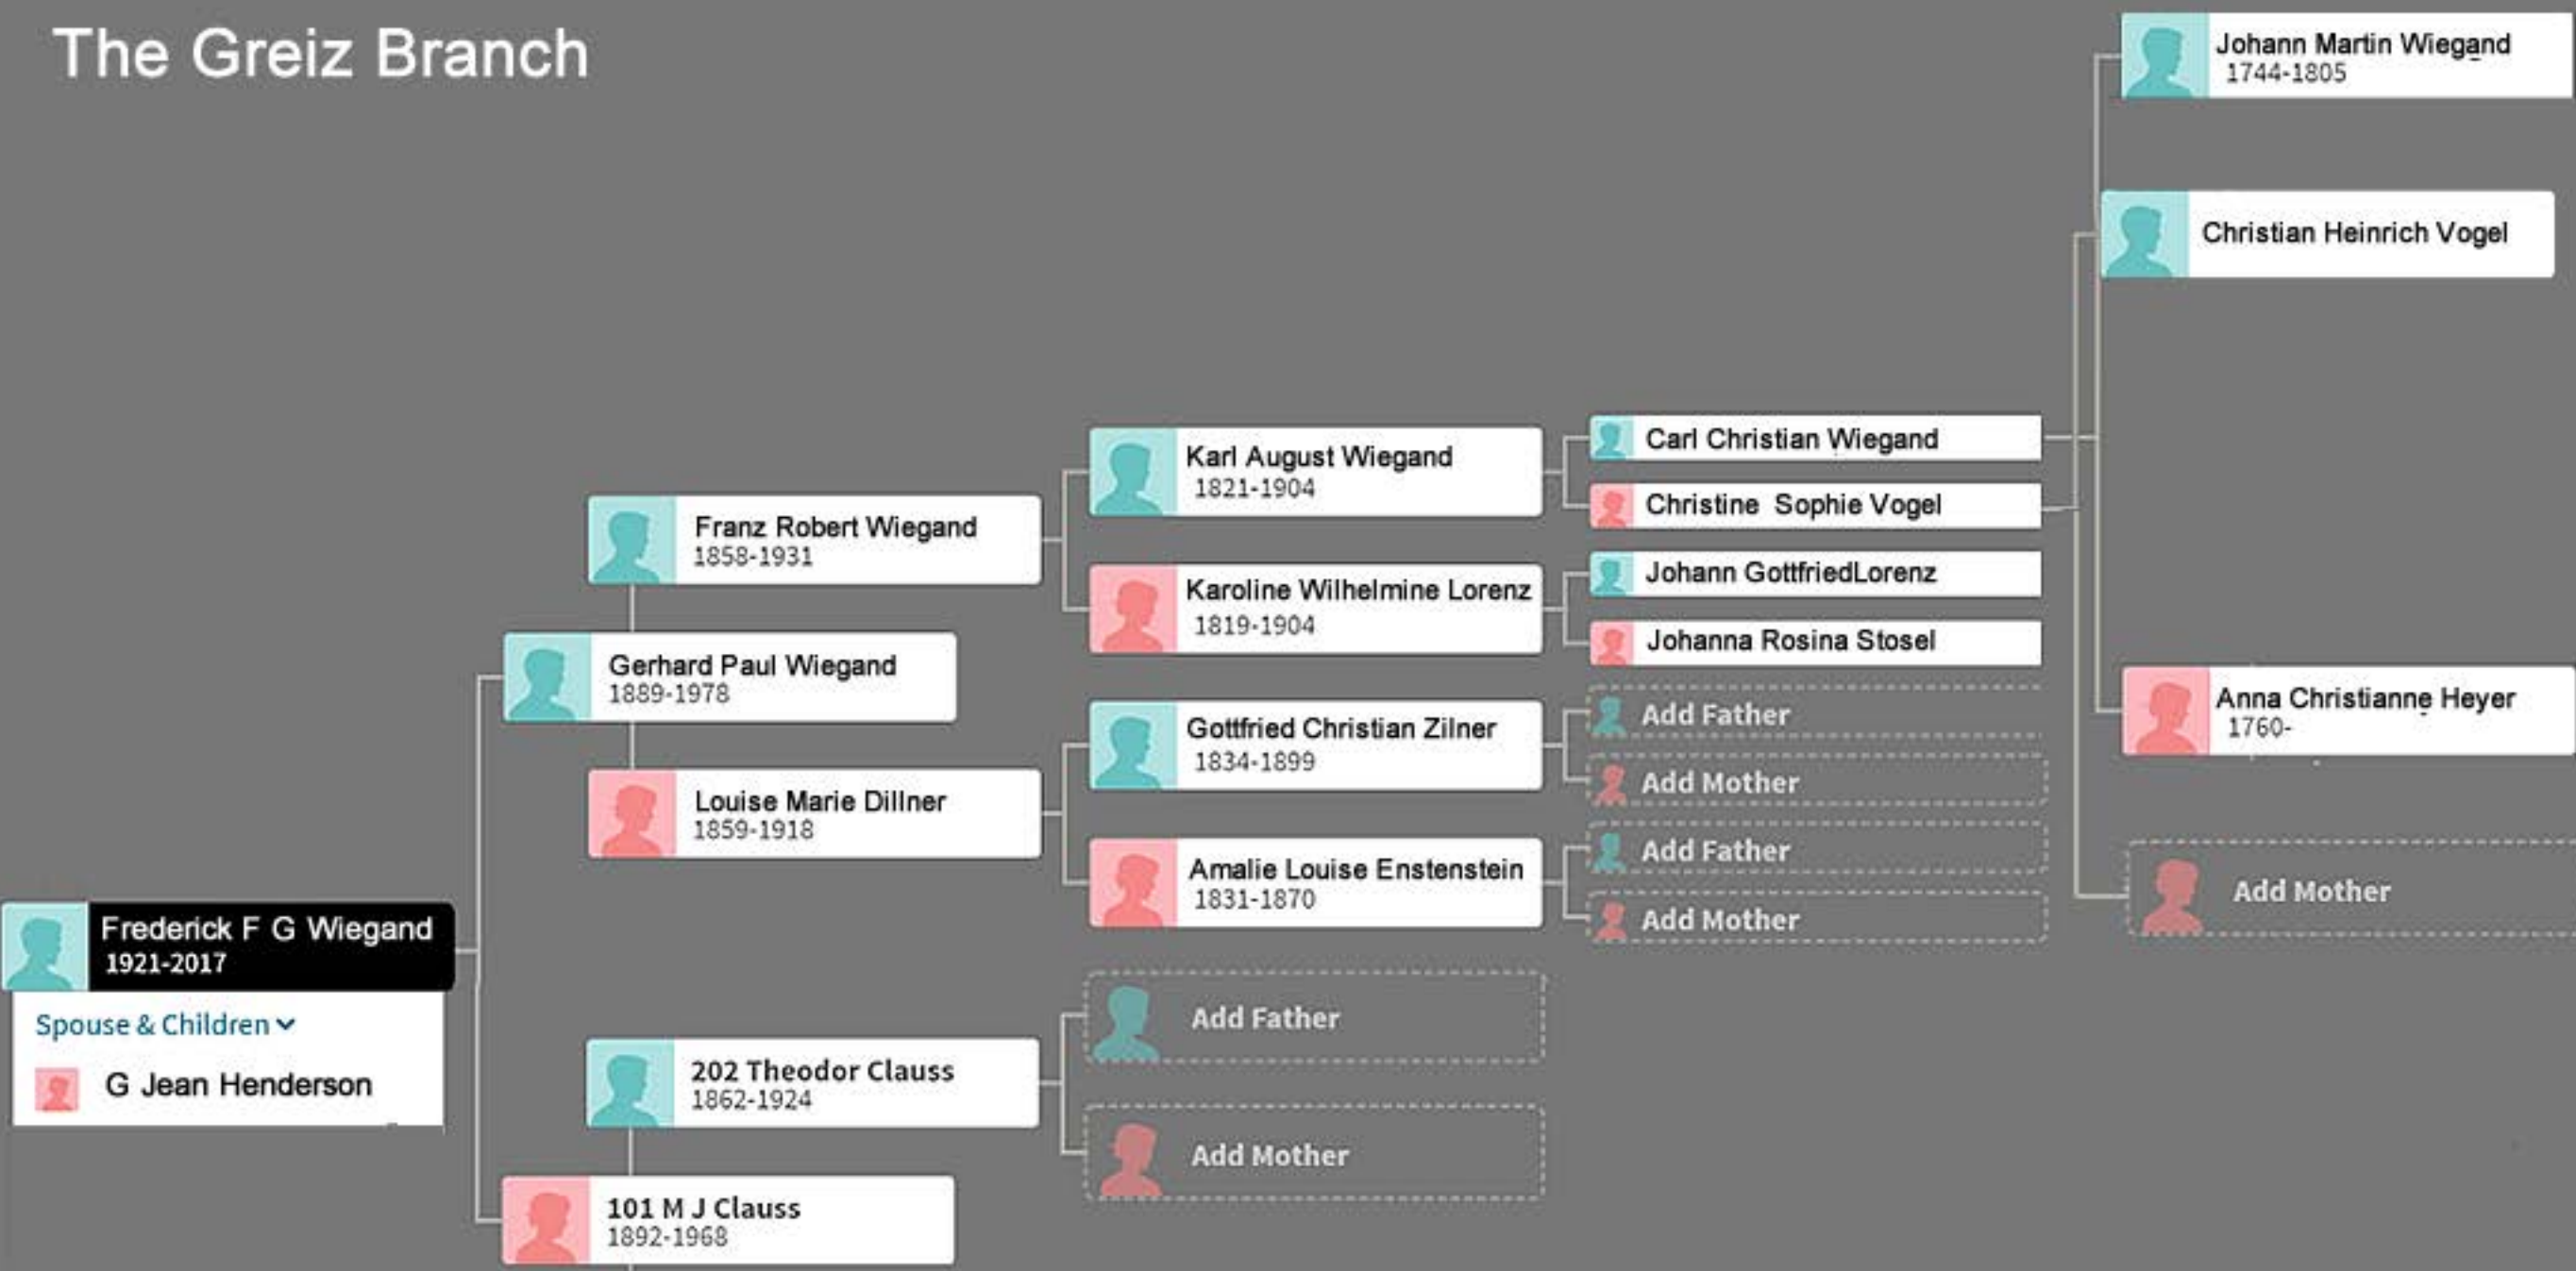 The Greiz Branch
Johann Martin Wiegand
1744-1805
Christian Heinrich Vogel
Carl Christian Wiegand
Karl August Wiegand
1821-1904
Christine Sophie Vogel
Franz Robert Wiegand
1858-1931
Johann GottfriedLorenz
Karoline Wilhelmine Lorenz
1819-1904
Johanna Rosina Stosel
Gerhard Paul Wiegand
1889-1978
Anna Christianne Heyer
1760-
Add Father
Gottfried Christian Zilner
1834-1899
Add Mother
Louise Marie Dillner
1859-1918
Add Father
Amalie Louise Enstenstein
1831-1870
Add Mother
Add Mother
Frederick F G Wiegand
1921-2017
Spouse & Children
G Jean Henderson
Add Father
202 Theodor Clauss
1862-1924
Add Mother
101 M J Clauss
1892-1968